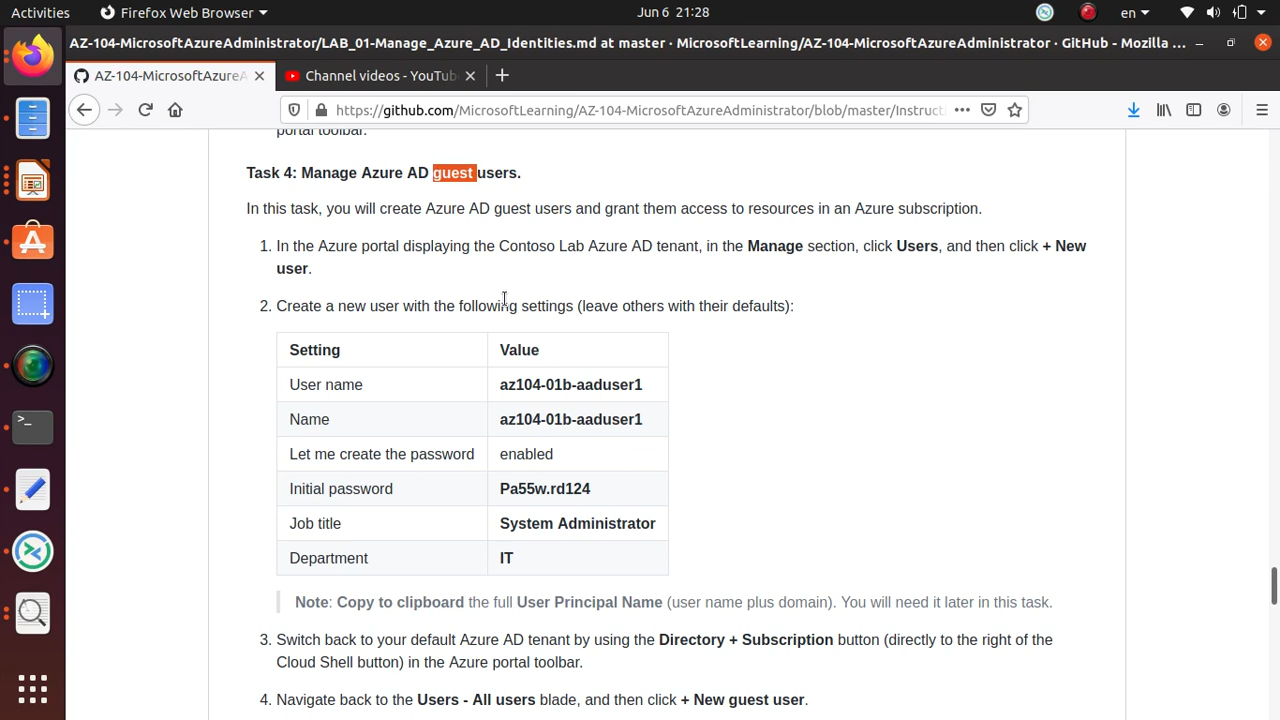 Activities
Firefox Web Browser
Jun 6 21:28
en
AZ-104-MicrosoftAzureAdministrator/LAB_01-Manage_Azure_AD_Identities.md at master · MicrosoftLearning/AZ-104-MicrosoftAzureAdministrator · GitHub - Mozilla ...
AZ-104-MicrosoftAzureA
Channel videos - YouTub
https://github.com/MicrosoftLearning/AZ-104-MicrosoftAzureAdministrator/blob/master/Instructi
portal toolbar.
Task 4: Manage Azure AD guest users.
In this task, you will create Azure AD guest users and grant them access to resources in an Azure subscription.
1. In the Azure portal displaying the Contoso Lab Azure AD tenant, in the Manage section, click Users, and then click + New
user.
2. Create a new user with the following settings (leave others with their defaults):
Setting Value
User name az104-01b-aaduser1
Name az104-01b-aaduser1
Let me create the password enabled
Initial password Pa55w.rd124
Job title System Administrator
Department IT
Note: Copy to clipboard the full User Principal Name (user name plus domain). You will need it later in this task.
3. Switch back to your default Azure AD tenant by using the Directory + Subscription button (directly to the right of the
Cloud Shell button) in the Azure portal toolbar.
4. Navigate back to the Users - All users blade, and then click + New guest user.